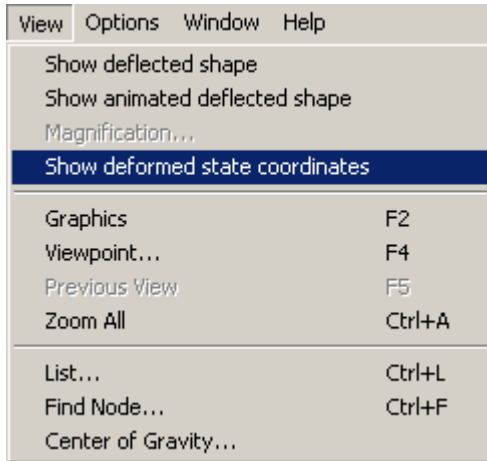 View Options Window Help
Show deflected shape
Show animated deflected shape
Magnification...
Show deformed state coordinates
Graphics F2
Viewpoint... F4
Previous View F5
Zoom All Ctrl+A
List... Ctrl+L
Find Node... Ctrl+F
Center of Gravity...